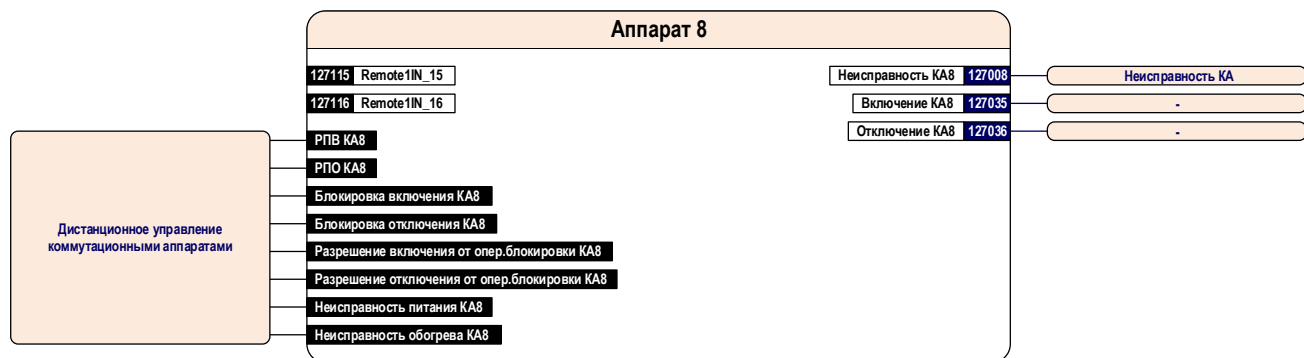 Аппарат 8
127115 Remote1IN_15
127116 Remote1IN_16
Неисправность КА8 127008
Неисправность КА
Включение КА8 127035
-
Отключение КА8 127036
-
Дистанционное управление
коммутационными аппаратами
РПВ КА8
РПО КА8
Блокировка включения КА8
Блокировка отключения КА8
Разрешение включения от опер.блокировки КА8
Разрешение отключения от опер.блокировки КА8
Неисправность питания КА8
Неисправность обогрева КА8